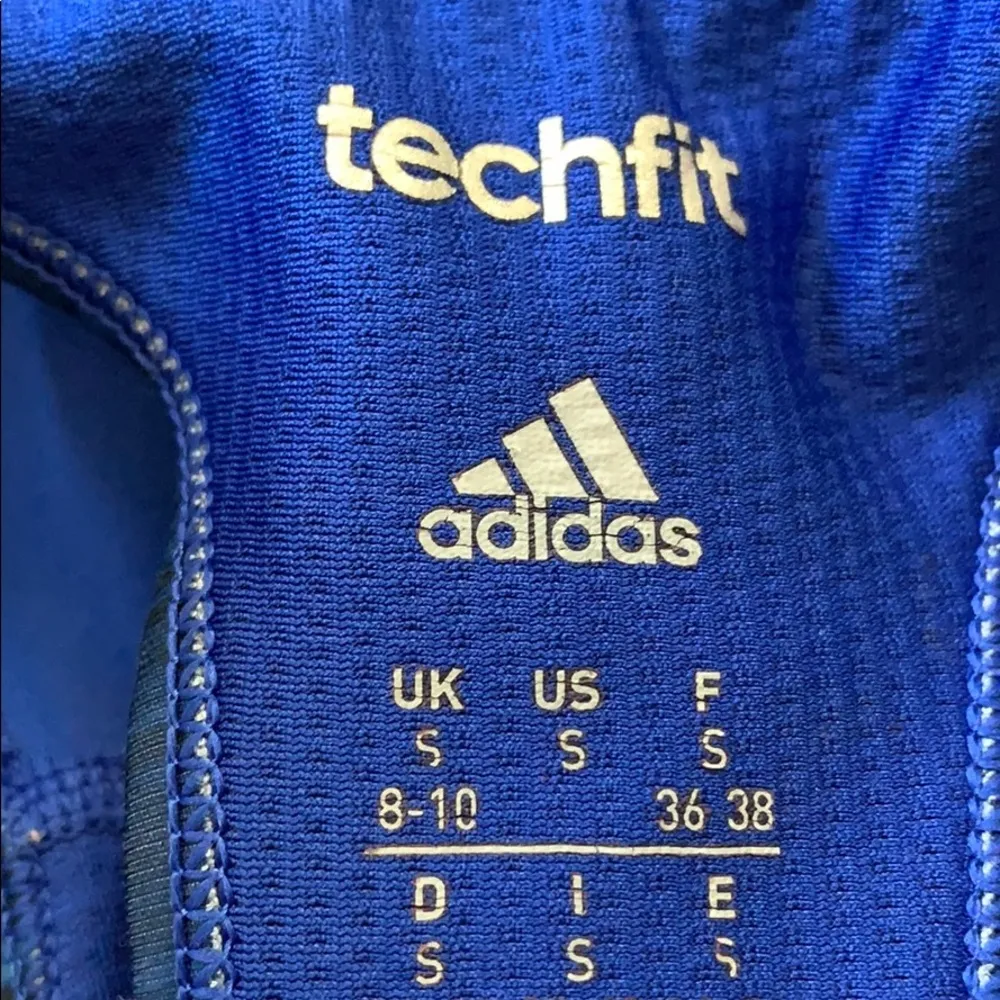 techfit
adidas
UK US F
S S S
8-10 36 38
D I E
S S S